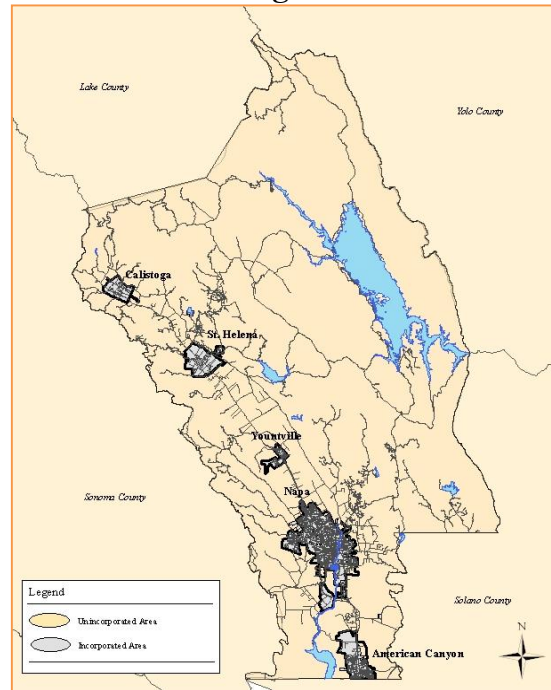 Lake County
Yolo County
Calistoga
St. Helena
Yountville
Napa
Sonoma County
Solano County
American Canyon
Legend
Unincorporated Area
Incorporated Area
N